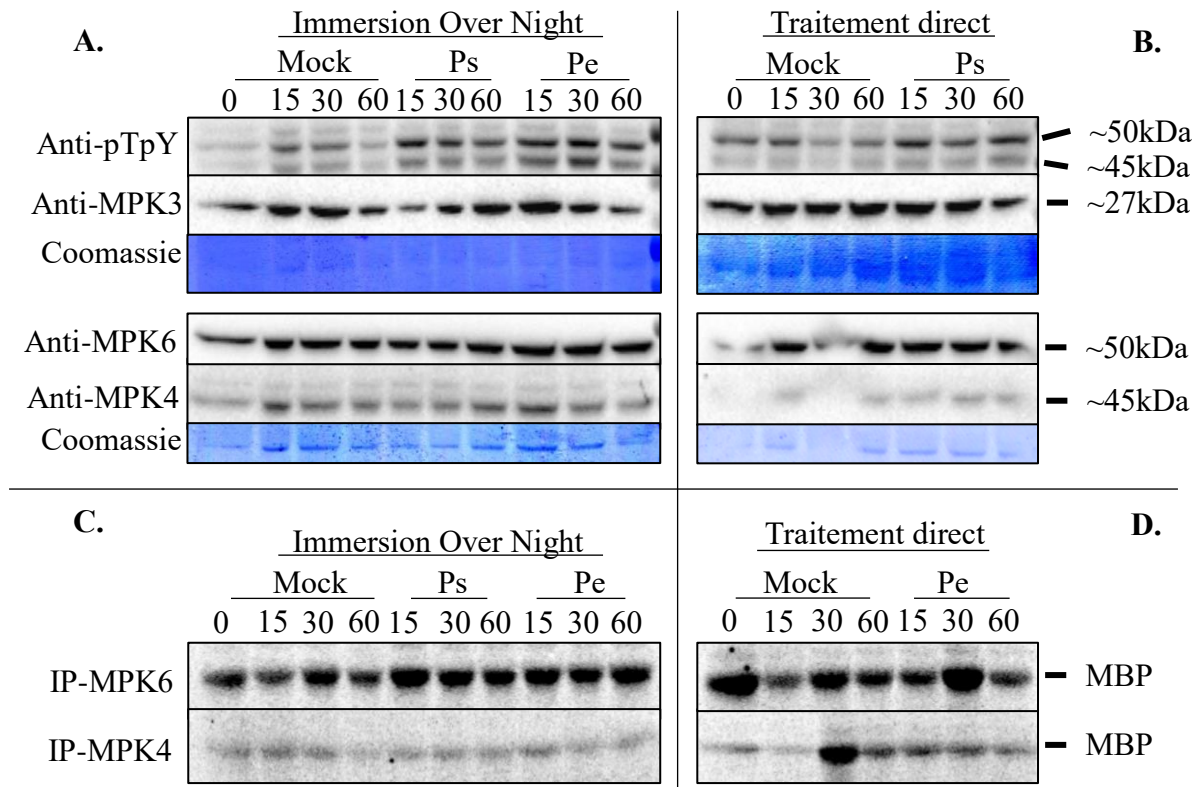 A.
Immersion Over Night
Mock Ps Pe
0 15 30 60 15 30 60 15 30 60
Anti-pTpY
Anti-MPK3
Coomassie
Anti-MPK6
Anti-MPK4
Coomassie
B.
Traitement direct
Mock Ps
0 15 30 60 15 30 60
~50kDa
~45kDa
~27kDa
~50kDa
~45kDa
C.
Immersion Over Night
Mock Ps Pe
0 15 30 60 15 30 60 15 30 60
IP-MPK6
IP-MPK4
D.
Traitement direct
Mock Pe
0 15 30 60 15 30 60
MBP
MBP